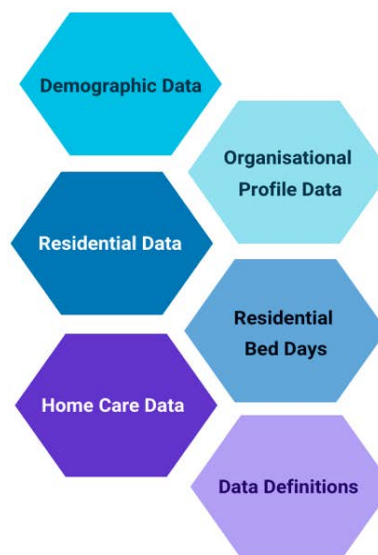 Demographic Data
Organisational
Profile Data
Residential Data
Residential
Bed Days
Home Care Data
Data Definitions